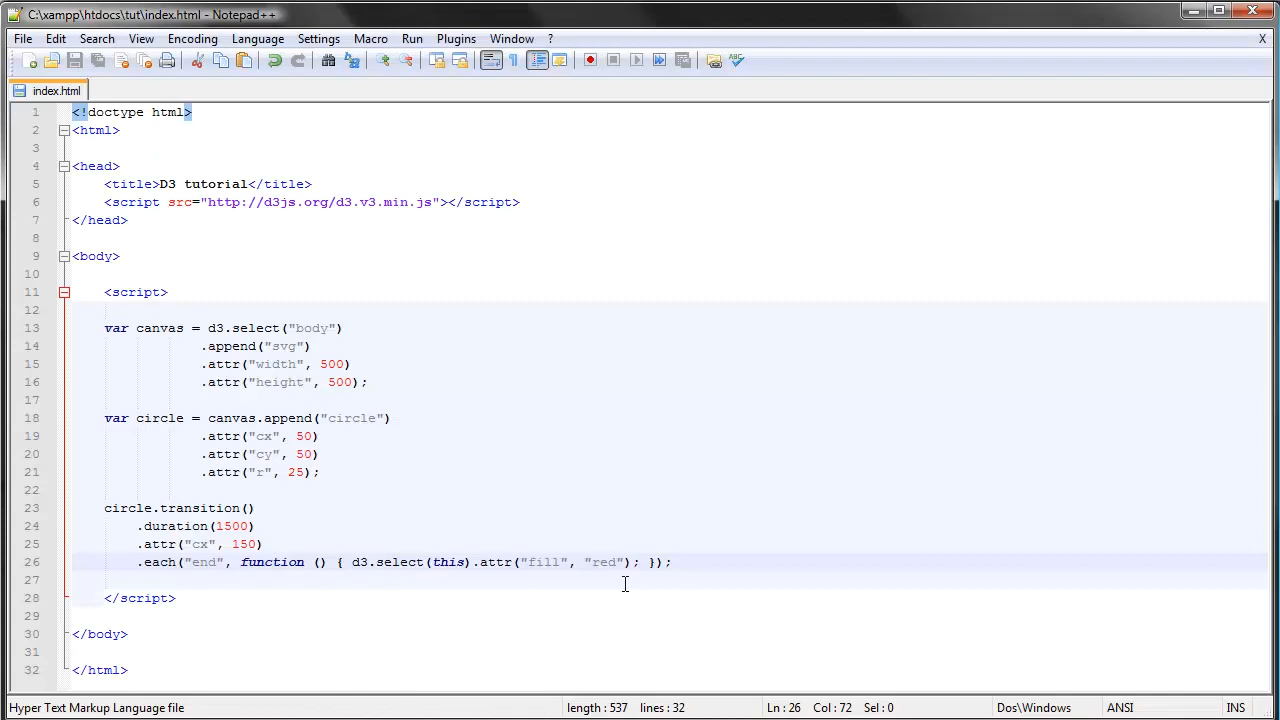 C:\xampp\htdocs\tut\index.html - Notepad++
File Edit Search View Encoding Language Settings Macro Run Plugins Window ? X
index.html
1 <!doctype html>
2 <html>
3
4 <head>
5 <title>D3 tutorial</title>
6 <script src="http://d3js.org/d3.v3.min.js"></script>
7 </head>
8
9 <body>
10
11 <script>
12
13 var canvas = d3.select("body")
14 .append("svg")
15 .attr("width", 500)
16 .attr("height", 500);
17
18 var circle = canvas.append("circle")
19 .attr("cx", 50)
20 .attr("cy", 50)
21 .attr("r", 25);
22
23 circle.transition()
24 .duration(1500)
25 .attr("cx", 150)
26 .each("end", function () { d3.select(this).attr("fill", "red"); });
27
28 </script>
29
30 </body>
31
32 </html>
Hyper Text Markup Language file length : 537 lines : 32 Ln : 26 Col : 72 Sel : 0 Dos\Windows ANSI INS